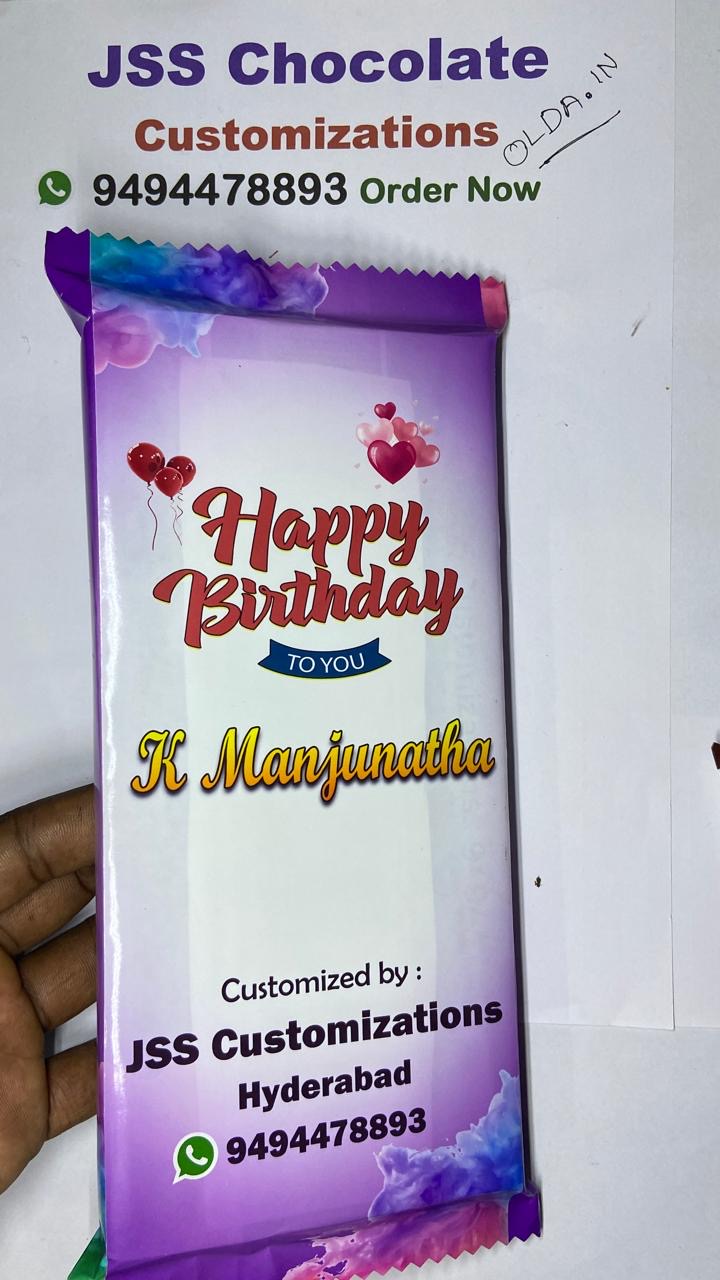 JSS Chocolate
Customizations
OLDA.IN
9494478893 Order Now
Happy
Birthday
TO YOU
K Manjunatha
Customized by :
JSS Customizations
Hyderabad
9494478893